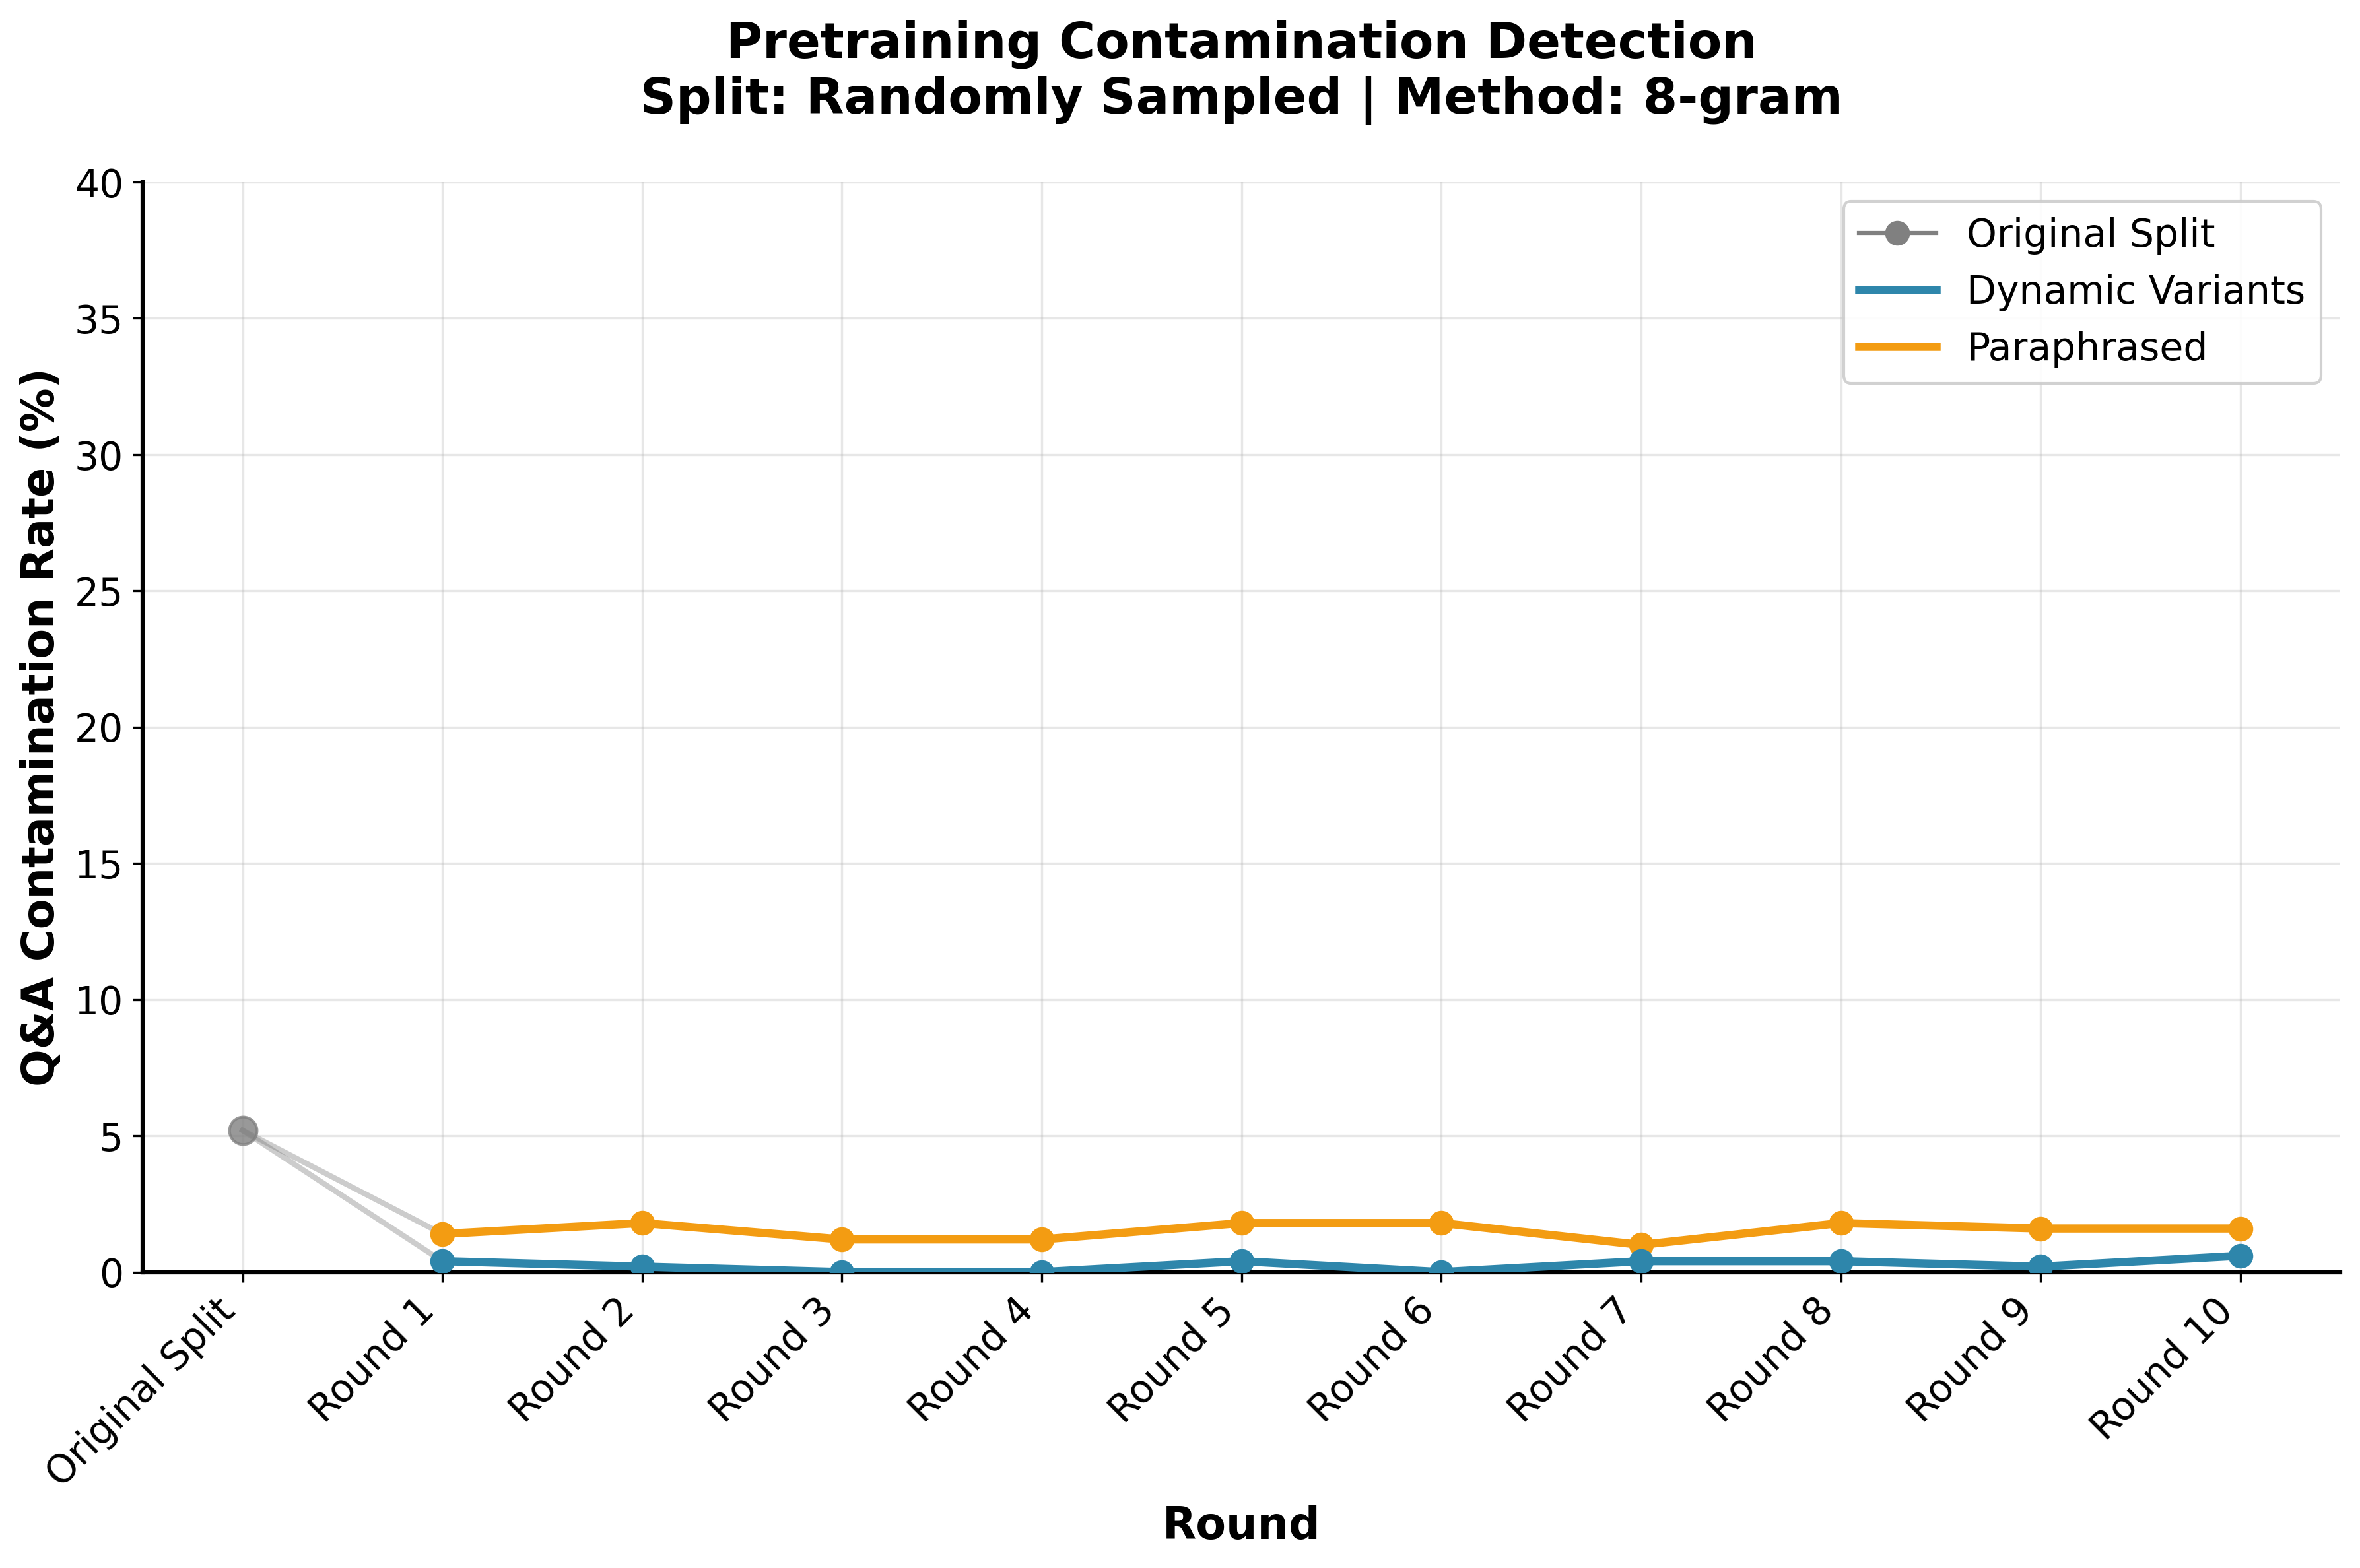 Pretraining Contamination Detection
Split: Randomly Sampled | Method: 8-gram
Q&A Contamination Rate (%)
40
35
30
25
20
15
10
5
0
Original Split
Dynamic Variants
Paraphrased
Original Split
Round 1
Round 2
Round 3
Round 4
Round 5
Round 6
Round 7
Round 8
Round 9
Round 10
Round